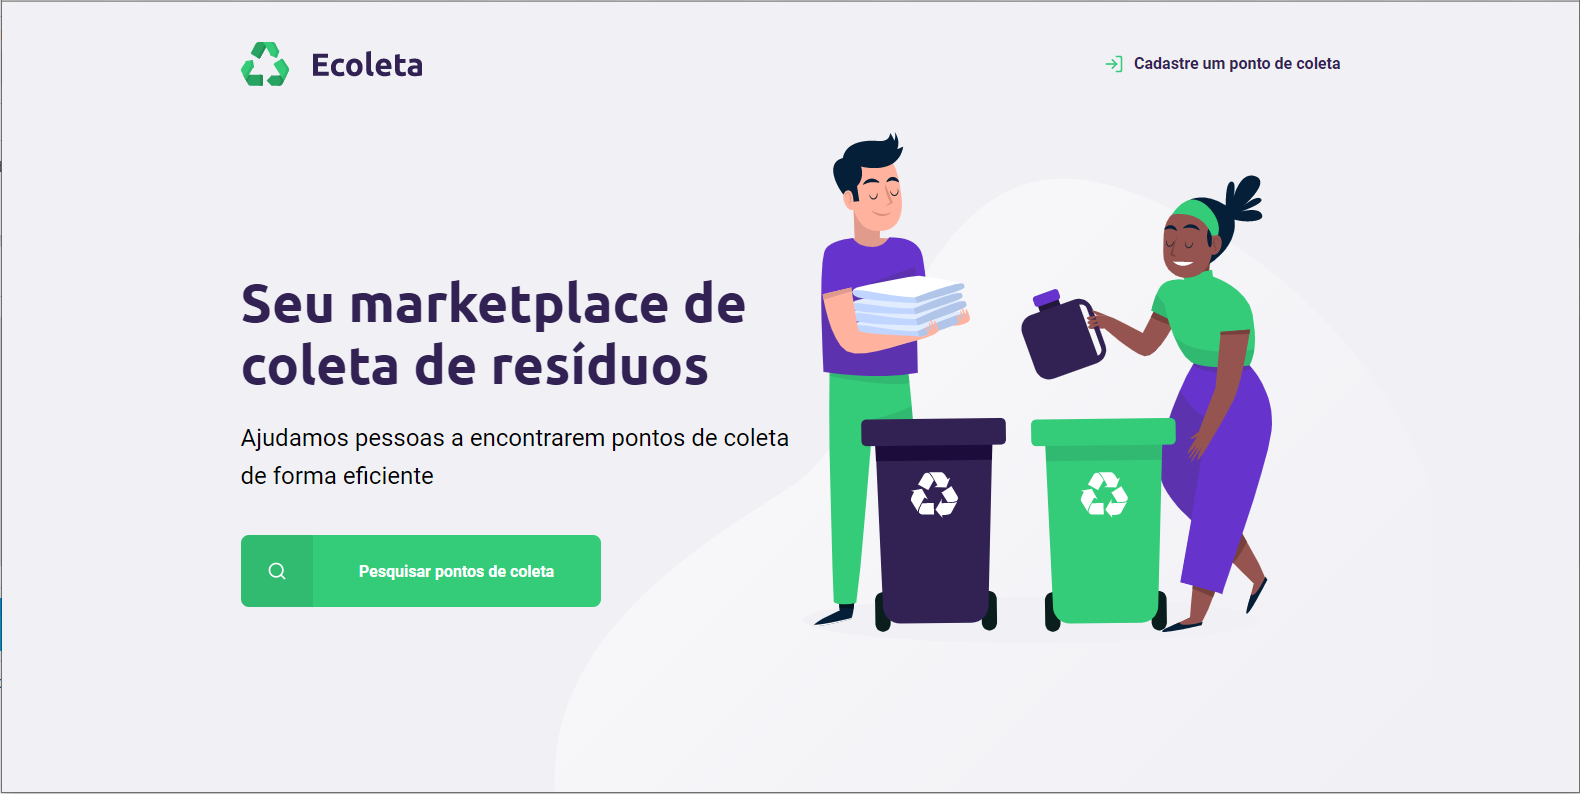 Ecoleta
Cadastre um ponto de coleta
Seu marketplace de
coleta de resíduos
Ajudamos pessoas a encontrarem pontos de coleta
de forma eficiente
Pesquisar pontos de coleta